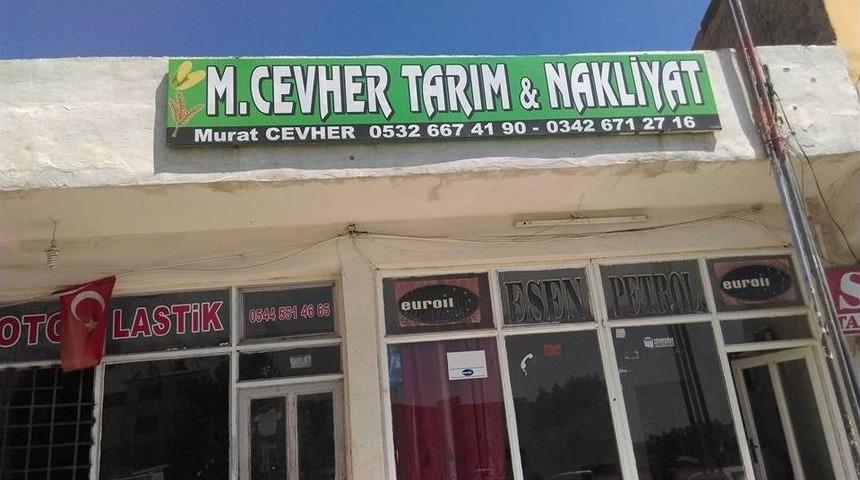 M.CEVHER TARIM & NAKLİYAT
Murat CEVHER 0532 667 41 90 - 0342 671 27 16
OTO LASTİK
0544 551 46 65
euroil
ESEN
PETROL
euroil